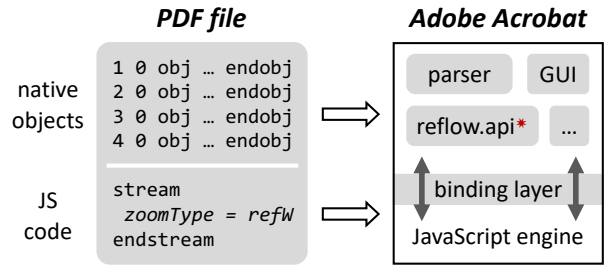 PDF file
Adobe Acrobat
native
objects
1 0 obj … endobj
2 0 obj … endobj
3 0 obj … endobj
4 0 obj … endobj
parser
GUI
reflow.api*
...
JS
code
stream
zoomType = refW
endstream
binding layer
JavaScript engine